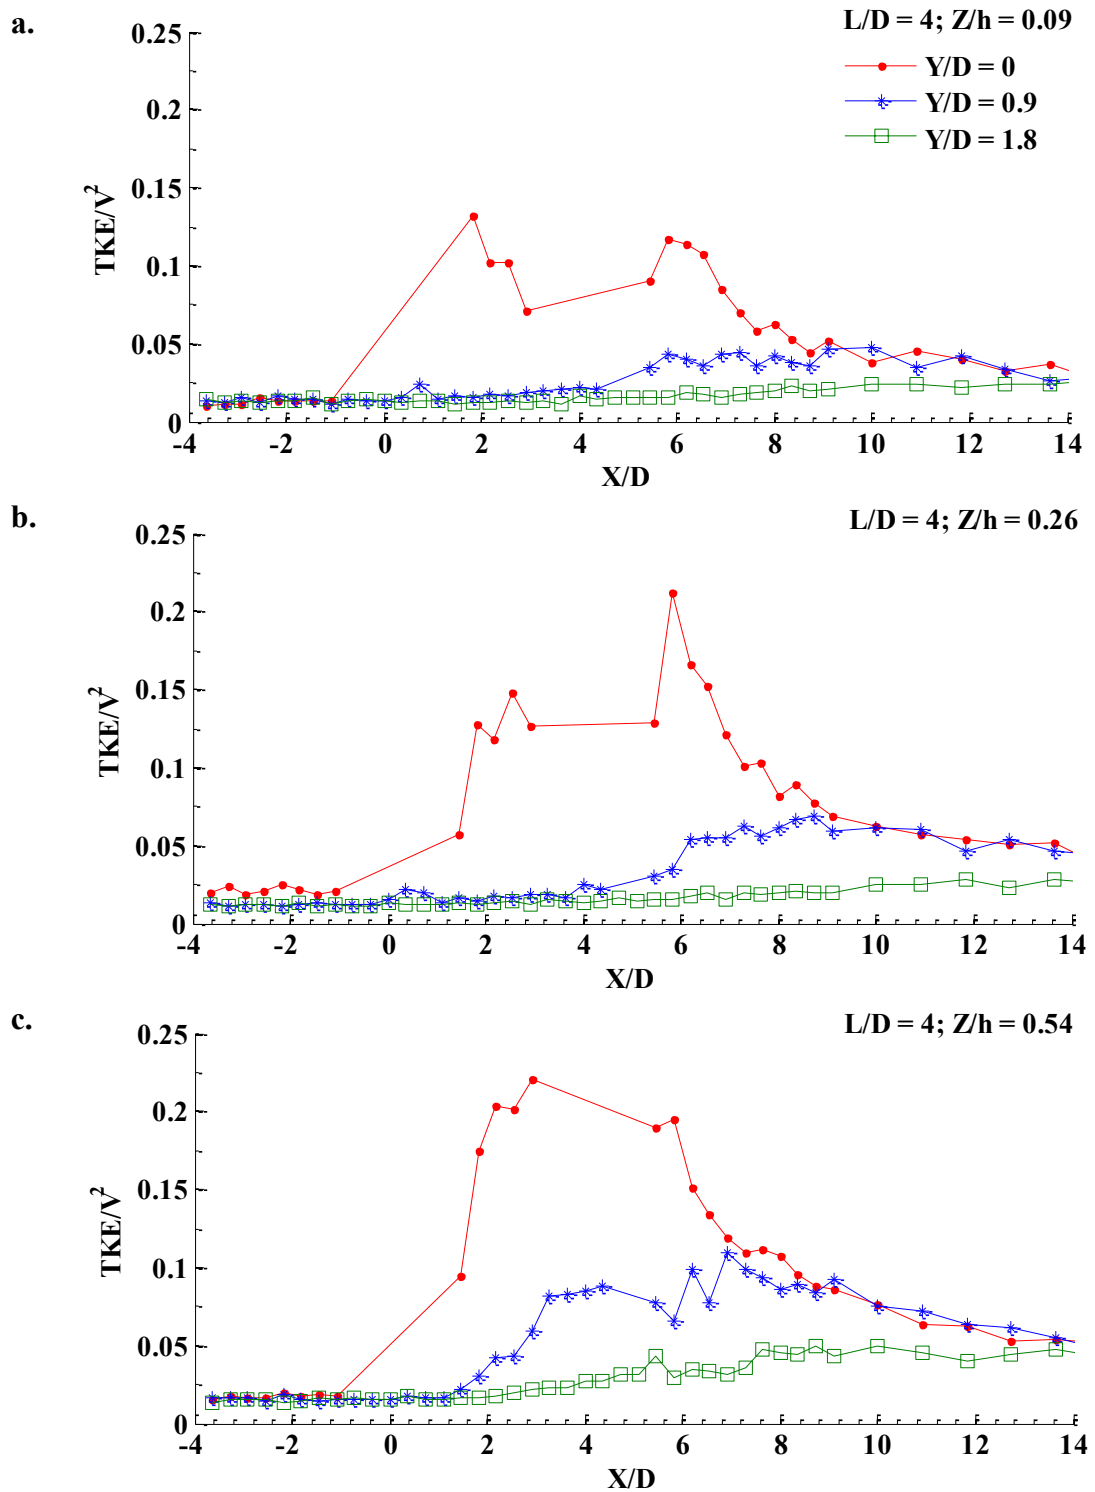 a.
L/D = 4; Z/h = 0.09
Y/D = 0
Y/D = 0.9
Y/D = 1.8
TKE/V²
0.25
0.2
0.15
0.1
0.05
0
-4 -2 0 2 4 6 8 10 12 14
X/D
b.
L/D = 4; Z/h = 0.26
TKE/V²
0.25
0.2
0.15
0.1
0.05
0
-4 -2 0 2 4 6 8 10 12 14
X/D
c.
L/D = 4; Z/h = 0.54
TKE/V²
0.25
0.2
0.15
0.1
0.05
0
-4 -2 0 2 4 6 8 10 12 14
X/D